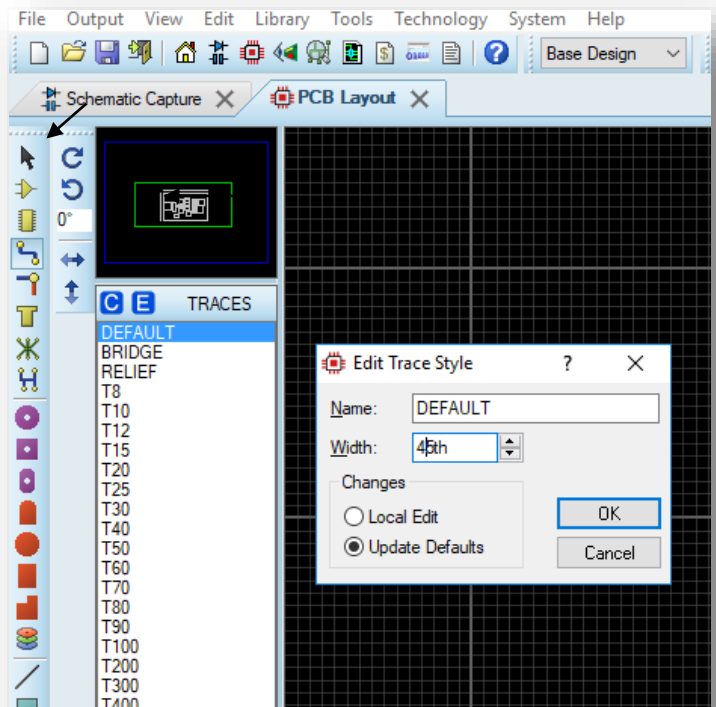 File Output View Edit Library Tools Technology System Help
Base Design
Schematic Capture PCB Layout
0°
C E TRACES
DEFAULT
BRIDGE
RELIEF
T8
T10
T12
T15
T20
T25
T30
T40
T50
T60
T70
T80
T90
T100
T200
T300
T400
Edit Trace Style ?
Name: DEFAULT
Width: 45th
Changes
Local Edit
Update Defaults
OK
Cancel